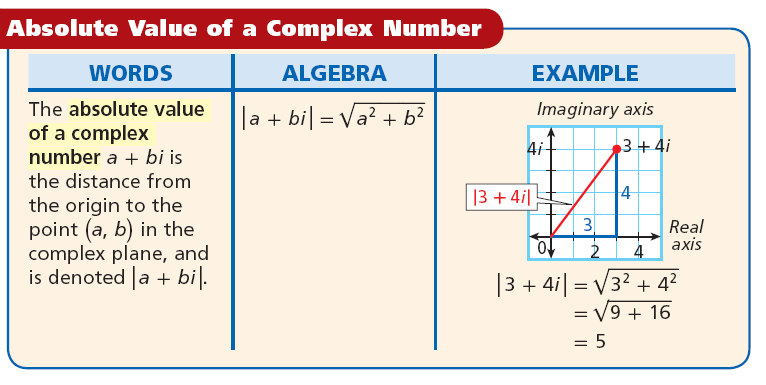 Absolute Value of a Complex Number
WORDS
ALGEBRA
EXAMPLE
The absolute value
of a complex
number a + bi is
the distance from
the origin to the
point (a, b) in the
complex plane, and
is denoted |a + bi|.
|a + bi| = √(a² + b²)
Imaginary axis
4i
3 + 4i
|3 + 4i|
4
3
Real
axis
0
2
4
|3 + 4i| = √(3² + 4²)
= √(9 + 16)
= 5